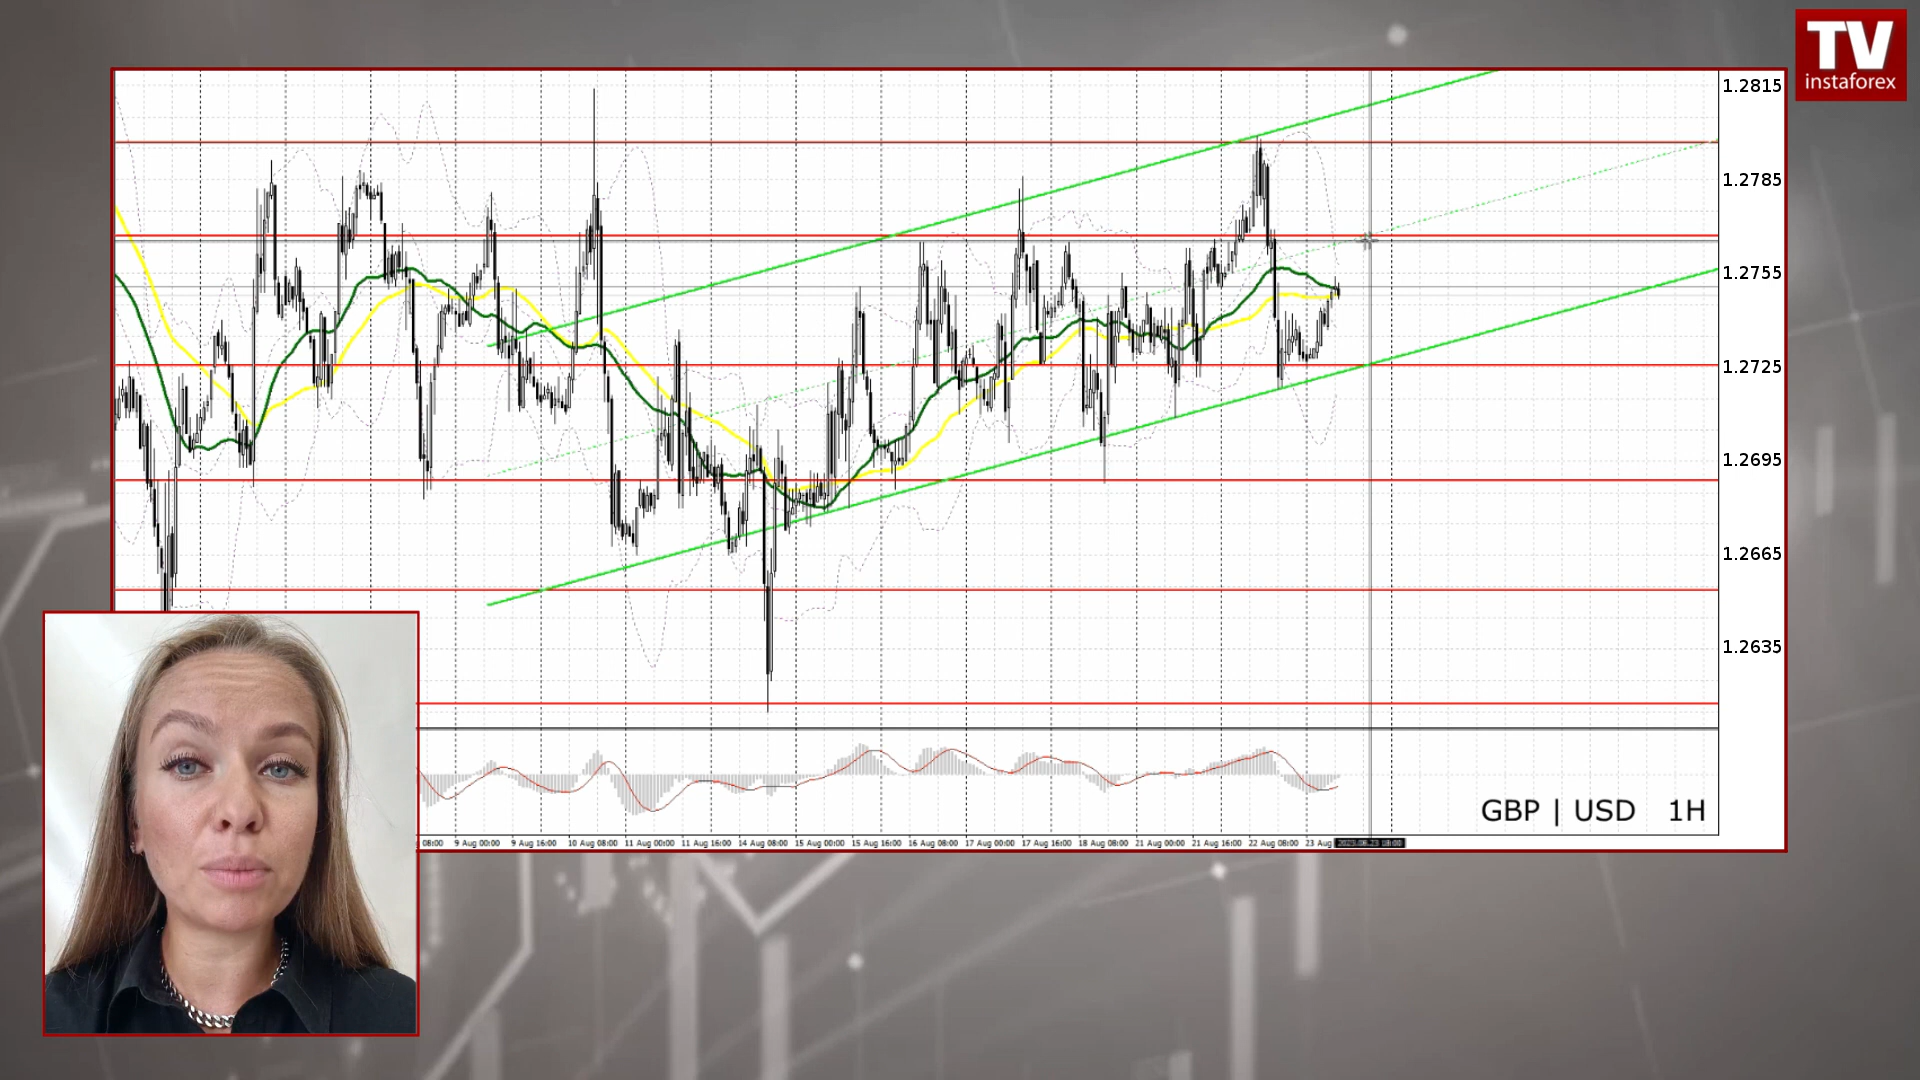 TV
instaforex
1.2815
1.2785
1.2755
1.2725
1.2695
1.2665
1.2635
GBP | USD 1H
08:00 9 Aug 00:00 9 Aug 16:00 10 Aug 08:00 11 Aug 00:00 11 Aug 16:00 14 Aug 08:00 15 Aug 00:00 15 Aug 16:00 16 Aug 08:00 17 Aug 00:00 17 Aug 16:00 18 Aug 08:00 21 Aug 00:00 21 Aug 16:00 22 Aug 08:00 23 Aug